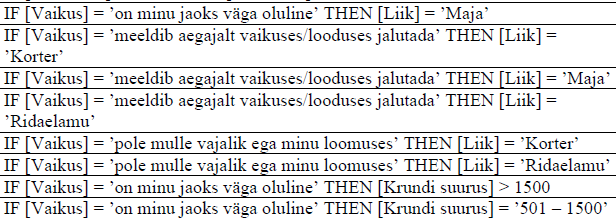 IF [Vaikus] = ’on minu jaoks väga oluline’ THEN [Liik] = ’Maja’
IF [Vaikus] = ’meeldib aegajalt vaikuses/looduses jalutada’ THEN [Liik] =
’Korter’
IF [Vaikus] = ’meeldib aegajalt vaikuses/looduses jalutada’ THEN [Liik] = ’Maja’
IF [Vaikus] = ’meeldib aegajalt vaikuses/looduses jalutada’ THEN [Liik] =
’Ridaelamu’
IF [Vaikus] = ’pole mulle vajalik ega minu loomuses’ THEN [Liik] = ’Korter’
IF [Vaikus] = ’pole mulle vajalik ega minu loomuses’ THEN [Liik] = ’Ridaelamu’
IF [Vaikus] = ’on minu jaoks väga oluline’ THEN [Krundi suurus] > 1500
IF [Vaikus] = ’on minu jaoks väga oluline’ THEN [Krundi suurus] = ’501 – 1500’